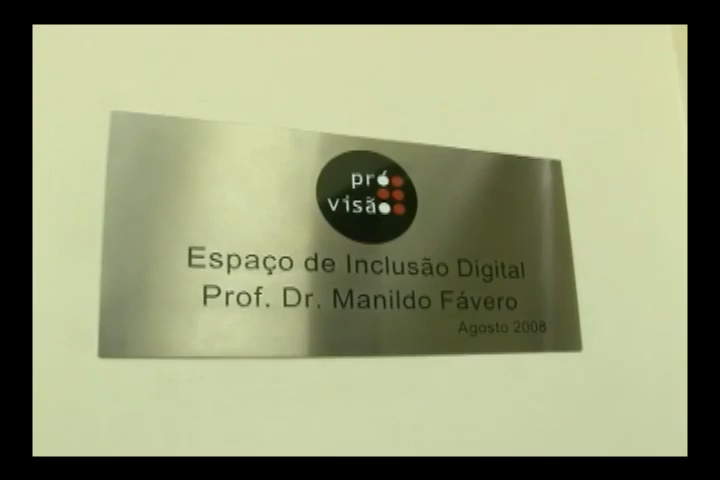 pró
visão
Espaço de Inclusão Digital
Prof. Dr. Manildo Fávero
Agosto 2008